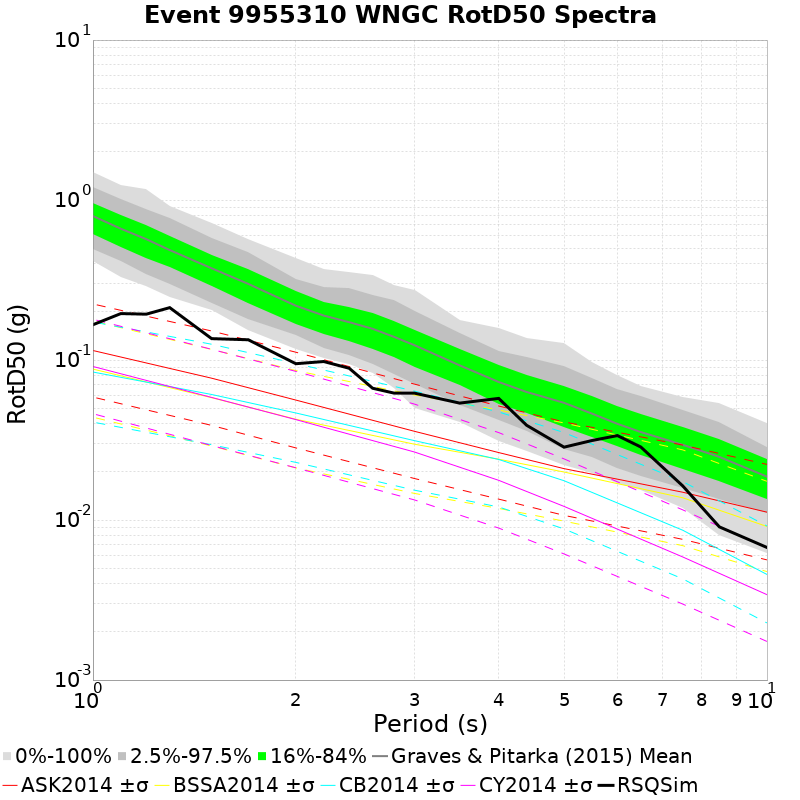 Event 9955310 WNGC RotD50 Spectra
10^1
10^0
10^-1
10^-2
10^-3
RotD50 (g)
10^0 2 3 4 5 6 7 8 9 10^1
Period (s)
0%-100% 2.5%-97.5% 16%-84% Graves & Pitarka (2015) Mean
ASK2014 ±σ BSSA2014 ±σ CB2014 ±σ CY2014 ±σ RSQSim